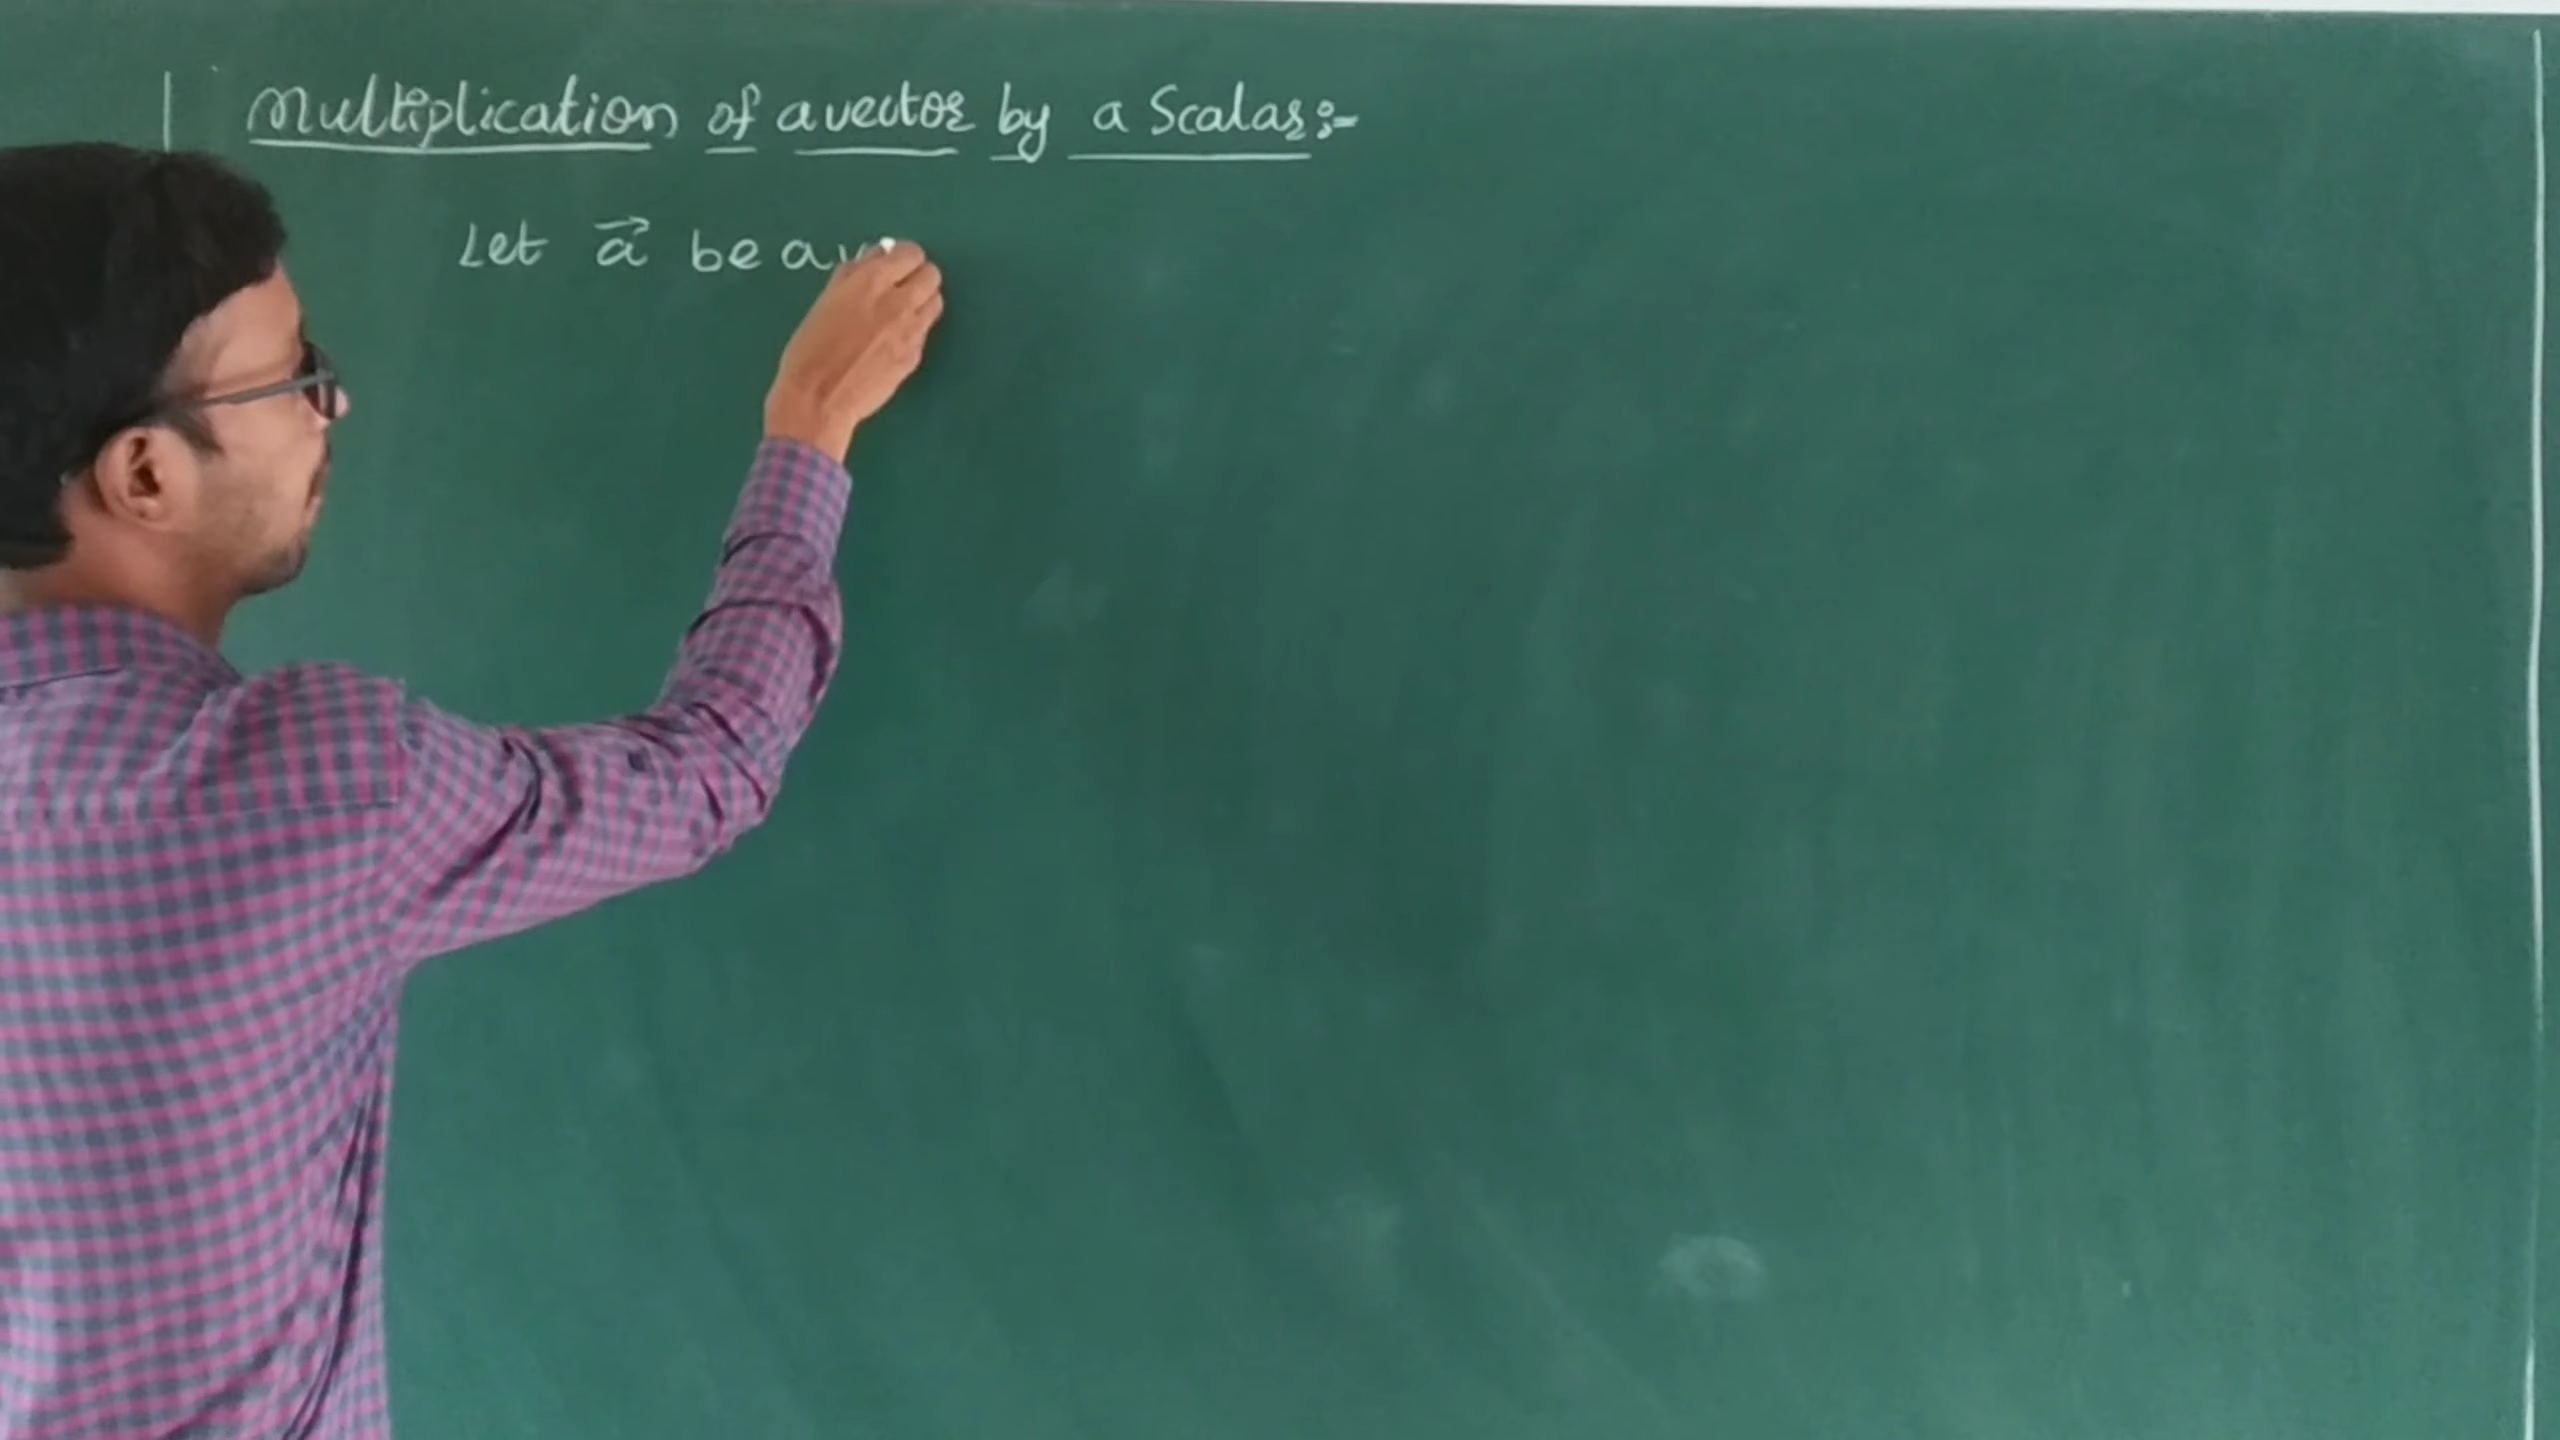 Multiplication of a vector by a Scalar:-
Let a⃗ be a